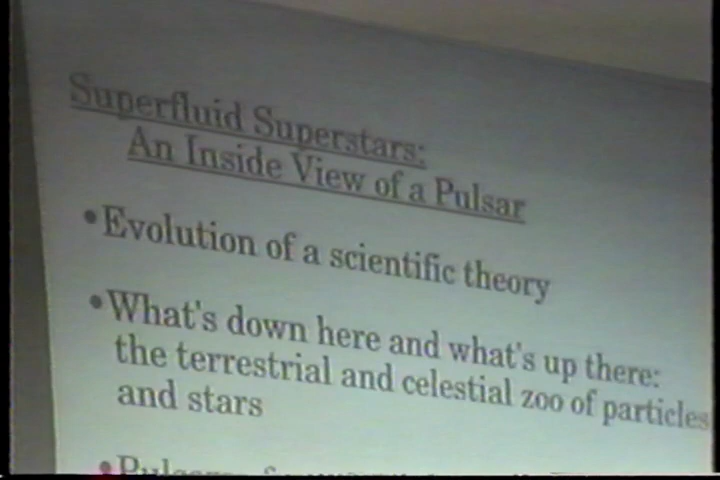 Superfluid Superstars:
An Inside View of a Pulsar
•Evolution of a scientific theory
•What's down here and what's up there:
the terrestrial and celestial zoo of particles
and stars